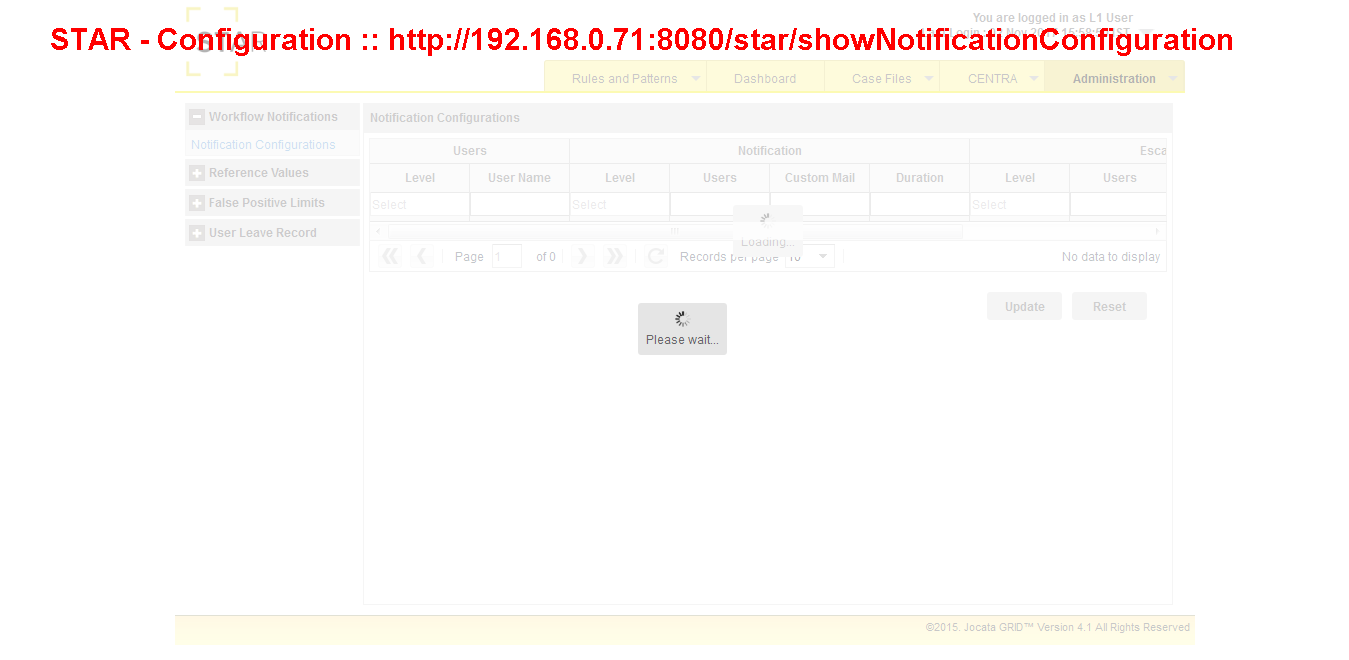 You are logged in as L1 User
STAR - Configuration :: http://192.168.0.71:8080/star/showNotificationConfiguration
STAR
Rules and Patterns Dashboard Case Files CENTRA Administration
Workflow Notifications
Notification Configurations
Reference Values
False Positive Limits
User Leave Record
Notification Configurations
Users Notification Esca
Level User Name Level Users Custom Mail Duration Level Users
Select Select Select
Loading...
Page 1 of 0 Records per page 10 No data to display
Update Reset
Please wait...
©2015. Jocata GRID™ Version 4.1 All Rights Reserved